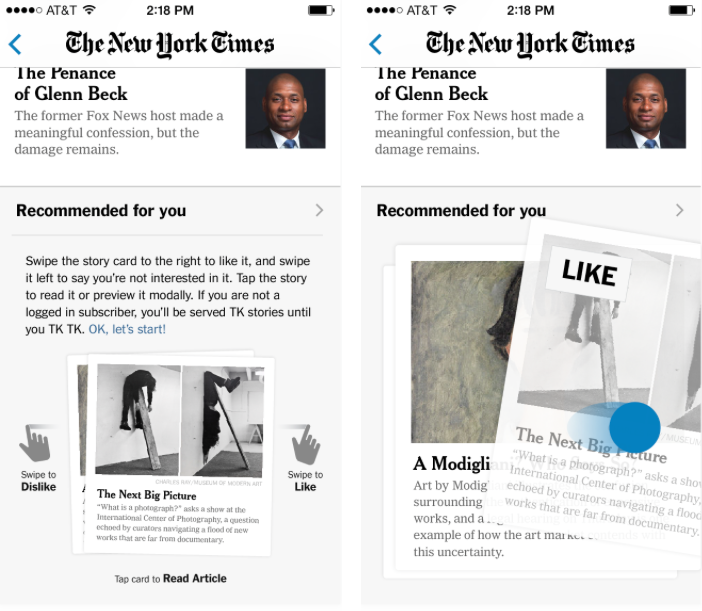 AT&T 2:18 PM
The New York Times
The Penance
of Glenn Beck
The former Fox News host made a
meaningful confession, but the
damage remains.
Recommended for you
Swipe the story card to the right to like it, and swipe
it left to say you're not interested in it. Tap the story
to read it or preview it modally. If you are not a
logged in subscriber, you'll be served TK stories until
you TK TK. OK, let's start!
CHARLES RAY/MUSEUM OF MODERN ART
The Next Big Picture
"What is a photograph?" asks a show at the
International Center of Photography, a question
echoed by curators navigating a flood of new
works that are far from documentary.
Swipe to
Dislike
Swipe to
Like
Tap card to Read Article
AT&T 2:18 PM
The New York Times
The Penance
of Glenn Beck
The former Fox News host made a
meaningful confession, but the
damage remains.
Recommended for you
LIKE
The Next Big Picture
"What is a photograph?" asks a show
International Center of Photography,
echoed by curators navigating a flood
works that are far from documentary.
A Modigli
Art by Modig
surrounding
works, and a
example of how the art market contends with
this uncertainty.